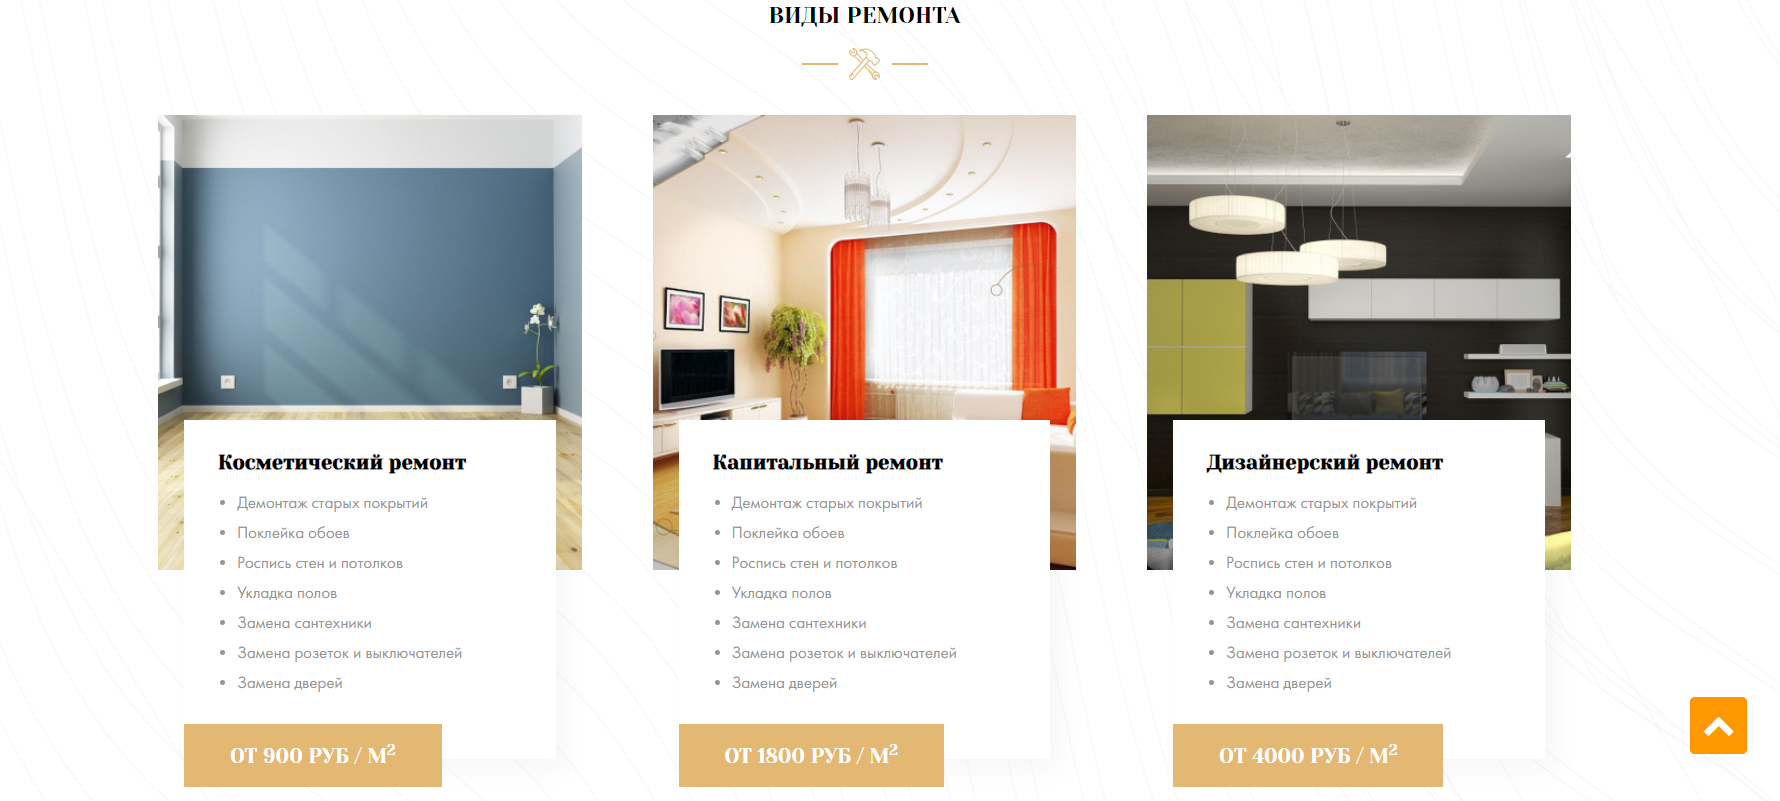 ВИДЫ РЕМОНТА
Косметический ремонт
• Демонтаж старых покрытий
• Поклейка обоев
• Роспись стен и потолков
• Укладка полов
• Замена сантехники
• Замена розеток и выключателей
• Замена дверей
ОТ 900 РУБ / М²
Капитальный ремонт
• Демонтаж старых покрытий
• Поклейка обоев
• Роспись стен и потолков
• Укладка полов
• Замена сантехники
• Замена розеток и выключателей
• Замена дверей
ОТ 1800 РУБ / М²
Дизайнерский ремонт
• Демонтаж старых покрытий
• Поклейка обоев
• Роспись стен и потолков
• Укладка полов
• Замена сантехники
• Замена розеток и выключателей
• Замена дверей
ОТ 4000 РУБ / М²